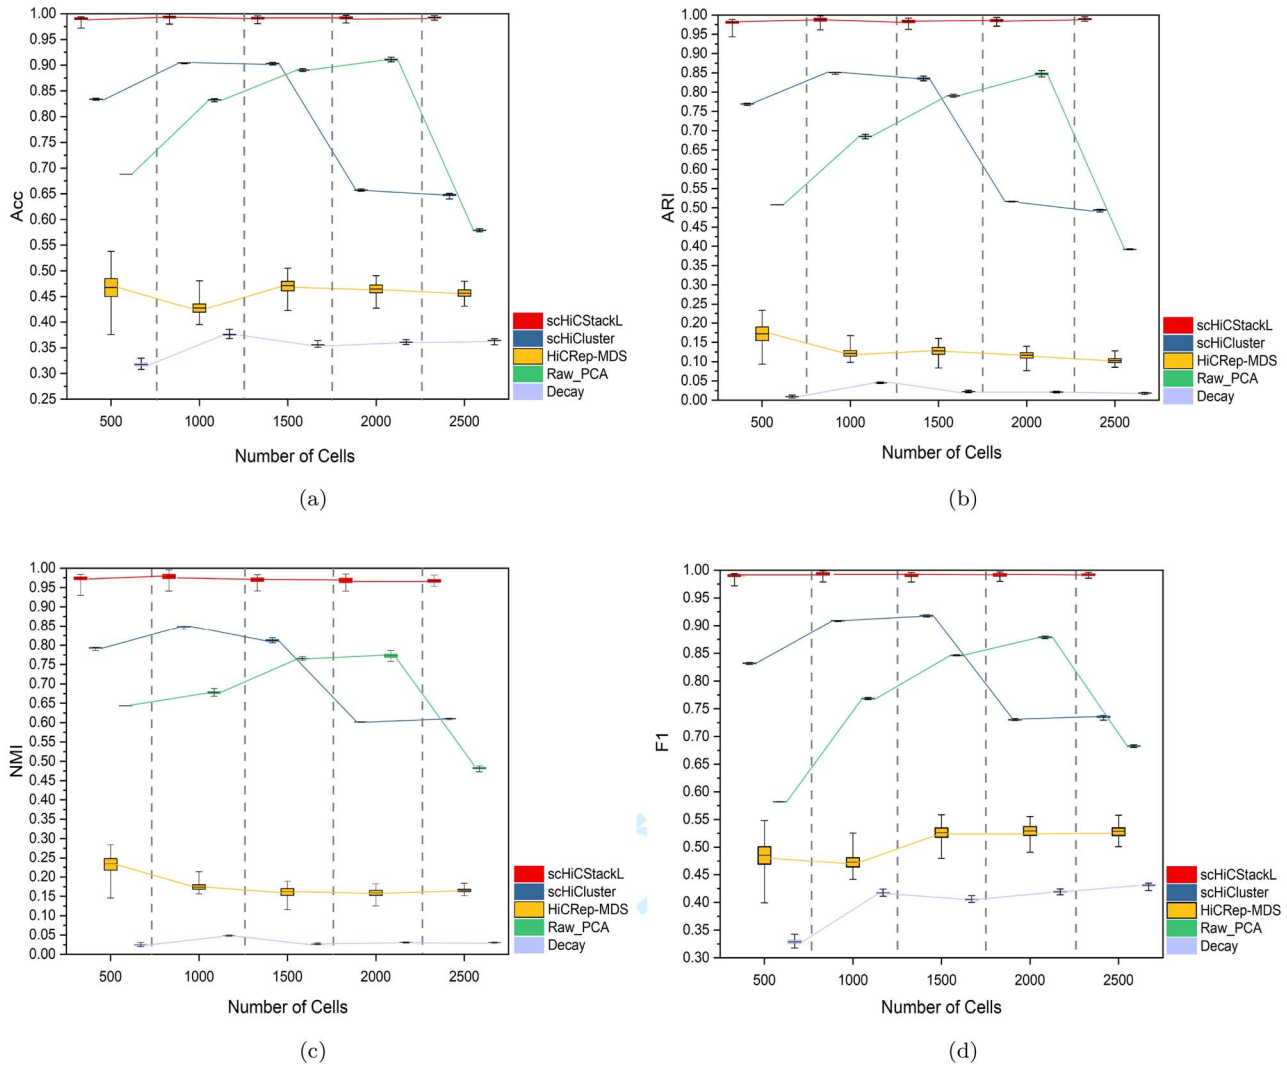 1.00
0.95
0.90
0.85
0.80
0.75
0.70
0.65
0.60
0.55
0.50
0.45
0.40
0.35
0.30
0.25
Acc
500 1000 1500 2000 2500
Number of Cells
scHiCStackL
scHiCluster
HiCRep-MDS
Raw_PCA
Decay
(a)
1.00
0.95
0.90
0.85
0.80
0.75
0.70
0.65
0.60
0.55
0.50
0.45
0.40
0.35
0.30
0.25
0.20
0.15
0.10
0.05
0.00
ARI
500 1000 1500 2000 2500
Number of Cells
scHiCStackL
scHiCluster
HiCRep-MDS
Raw_PCA
Decay
(b)
1.00
0.95
0.90
0.85
0.80
0.75
0.70
0.65
0.60
0.55
0.50
0.45
0.40
0.35
0.30
0.25
0.20
0.15
0.10
0.05
0.00
NMI
500 1000 1500 2000 2500
Number of Cells
scHiCStackL
scHiCluster
HiCRep-MDS
Raw_PCA
Decay
(c)
1.00
0.95
0.90
0.85
0.80
0.75
0.70
0.65
0.60
0.55
0.50
0.45
0.40
0.35
0.30
F1
500 1000 1500 2000 2500
Number of Cells
scHiCStackL
scHiCluster
HiCRep-MDS
Raw_PCA
Decay
(d)